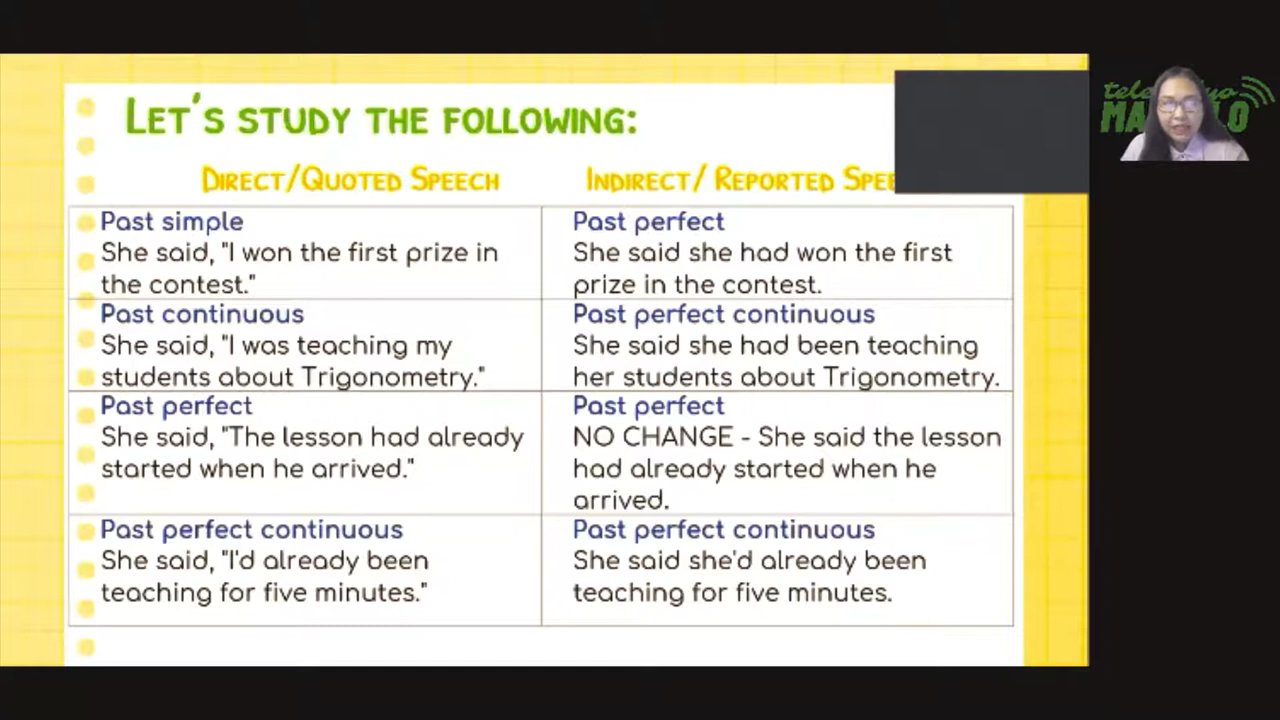 LET'S STUDY THE FOLLOWING:
DIRECT/QUOTED SPEECH
INDIRECT/ REPORTED
Past simple
She said, "I won the first prize in
the contest."
Past perfect
She said she had won the first
prize in the contest.
Past continuous
She said, "I was teaching my
students about Trigonometry."
Past perfect continuous
She said she had been teaching
her students about Trigonometry.
Past perfect
She said, "The lesson had already
started when he arrived."
Past perfect
NO CHANGE - She said the lesson
had already started when he
arrived.
Past perfect continuous
She said, "I'd already been
teaching for five minutes."
Past perfect continuous
She said she'd already been
teaching for five minutes.